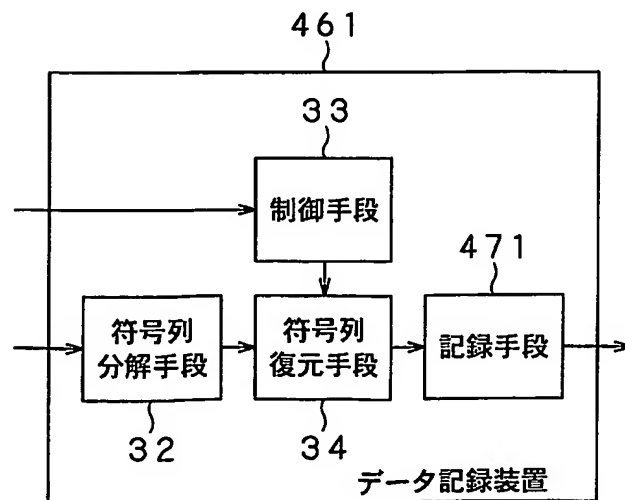 461
33
制御手段
471
符号列
分解手段
符号列
復元手段
記録手段
32
34
データ記録装置